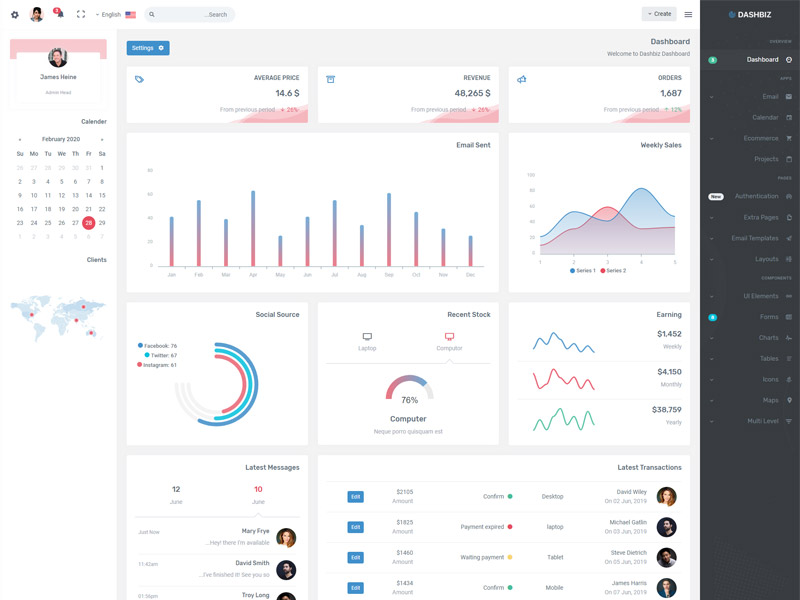 English
...Search
Create
DASHBIZ
OVERVIEW
3
Dashboard
APPS
Email
Calendar
Ecommerce
Projects
PAGES
New
Authentication
Extra Pages
Email Templates
Layouts
COMPONENTS
UI Elements
8
Forms
Charts
Tables
Icons
Maps
Multi Level
James Heine
Admin Head
Calender
February 2020
Su Mo Tu We Th Fr Sa
26 27 28 29 30 31 1
2 3 4 5 6 7 8
9 10 11 12 13 14 15
16 17 18 19 20 21 22
23 24 25 26 27 28 29
1 2 3 4 5 6 7
Clients
Settings
Dashboard
Welcome to Dashbiz Dashboard
AVERAGE PRICE
14.6 $
From previous period 26%
REVENUE
48,265 $
From previous period 26%
ORDERS
1,687
From previous period 12%
Email Sent
80
60
40
20
0
Jan Feb Mar Apr May Jun Jul Aug Sep Oct Nov Dec
Weekly Sales
100
80
60
40
20
0
1 2 3 4 5
Series 1 Series 2
Social Source
Facebook: 76
Twitter: 67
Instagram: 61
Recent Stock
Laptop
Computer
76%
Computer
Neque porro quisquam est
Earning
$1,452
Weekly
$4,150
Monthly
$38,759
Yearly
Latest Messages
12
June
10
June
Just Now
Mary Frye
...Hey! there I'm available
11:42am
David Smith
...I've finished it! See you so
01:36pm
Troy Long
Latest Transactions
Edit
$2105
Amount
Confirm
Desktop
David Wiley
On 02 Jun, 2019
Edit
$1825
Amount
Payment expired
laptop
Michael Gatlin
On 03 Jun, 2019
Edit
$1460
Amount
Waiting payment
Tablet
Steve Dietrich
On 05 Jun, 2019
Edit
$1434
Amount
Confirm
Mobile
James Harris
On 07 Jun, 2019